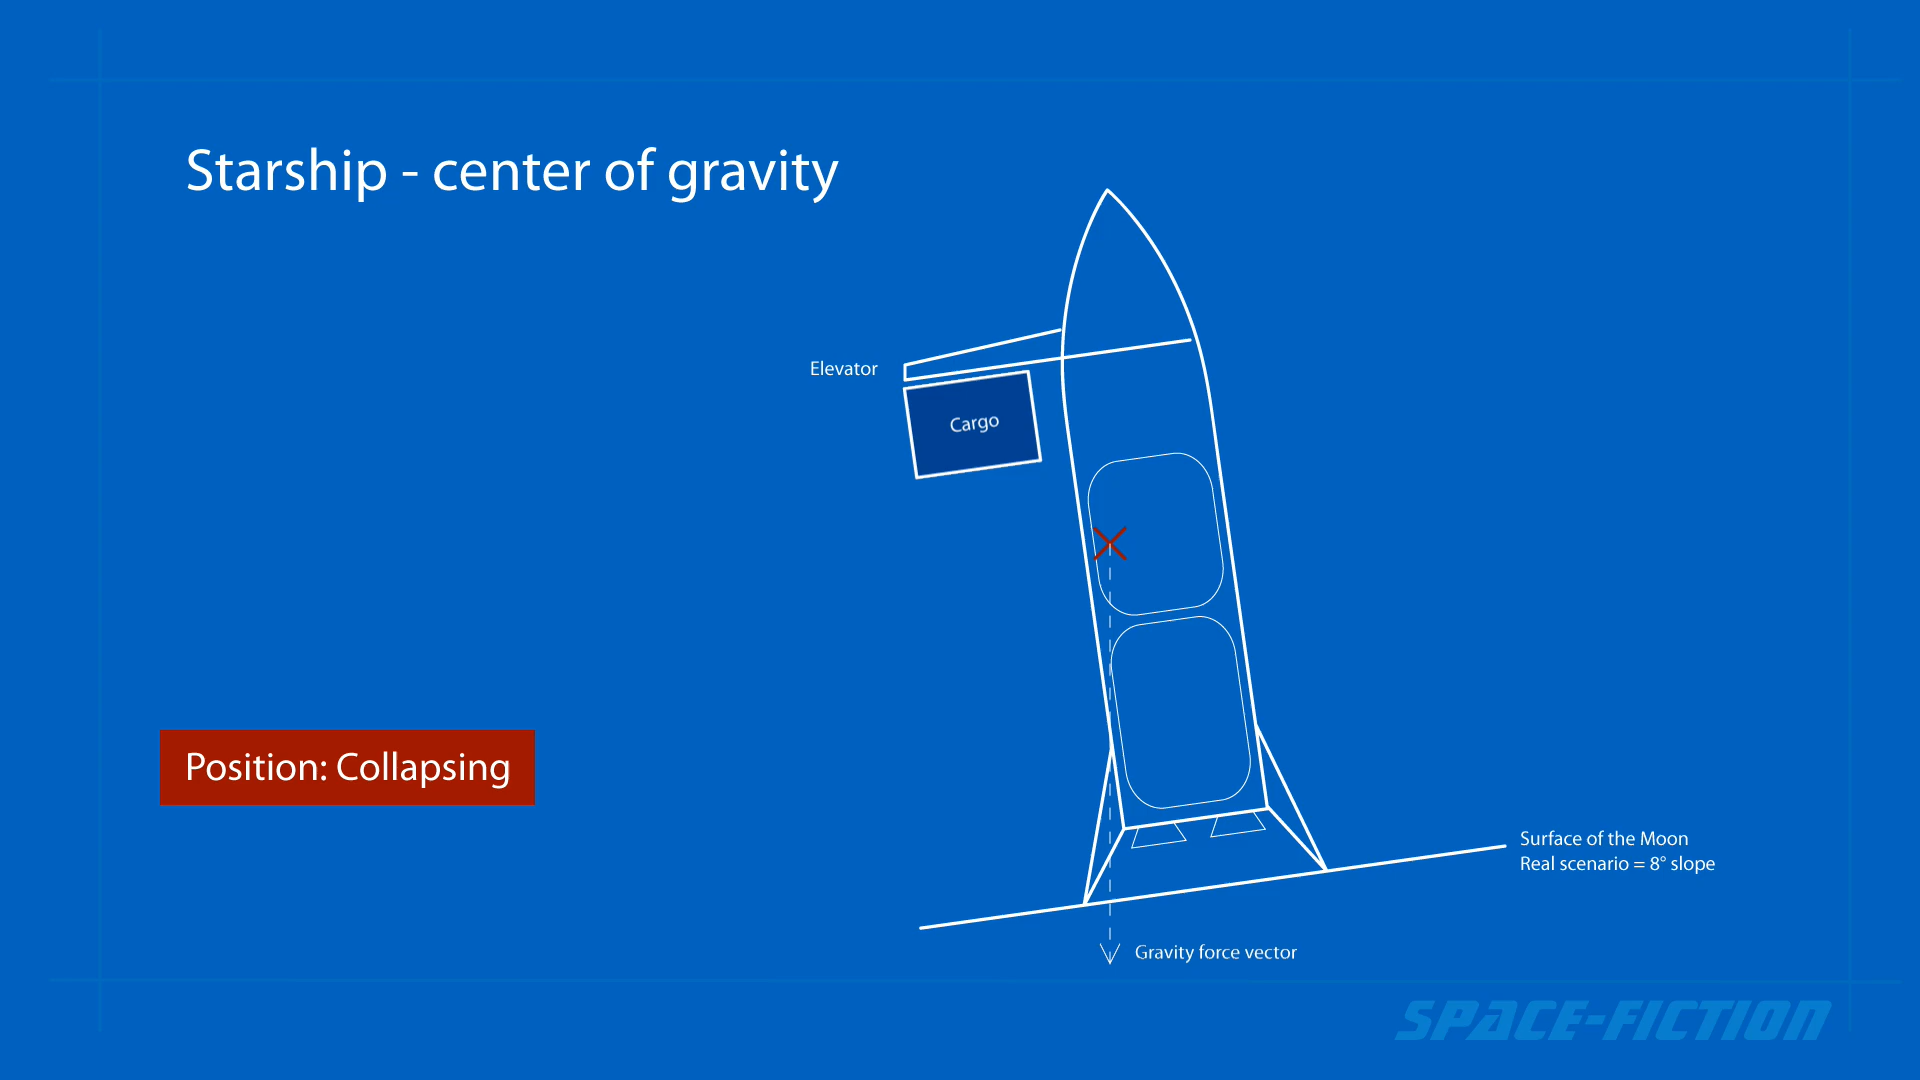 Starship - center of gravity
Elevator
Cargo
Position: Collapsing
Surface of the Moon
Real scenario = 8° slope
Gravity force vector
SPACE-FICTION